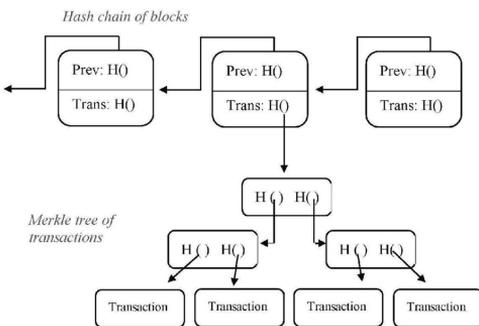 Hash chain of blocks
Prev: H()
Trans: H()
Prev: H()
Trans: H()
Prev: H()
Trans: H()
H ( ) H( )
Merkle tree of
transactions
H ( ) H( )
H ( ) H( )
Transaction
Transaction
Transaction
Transaction